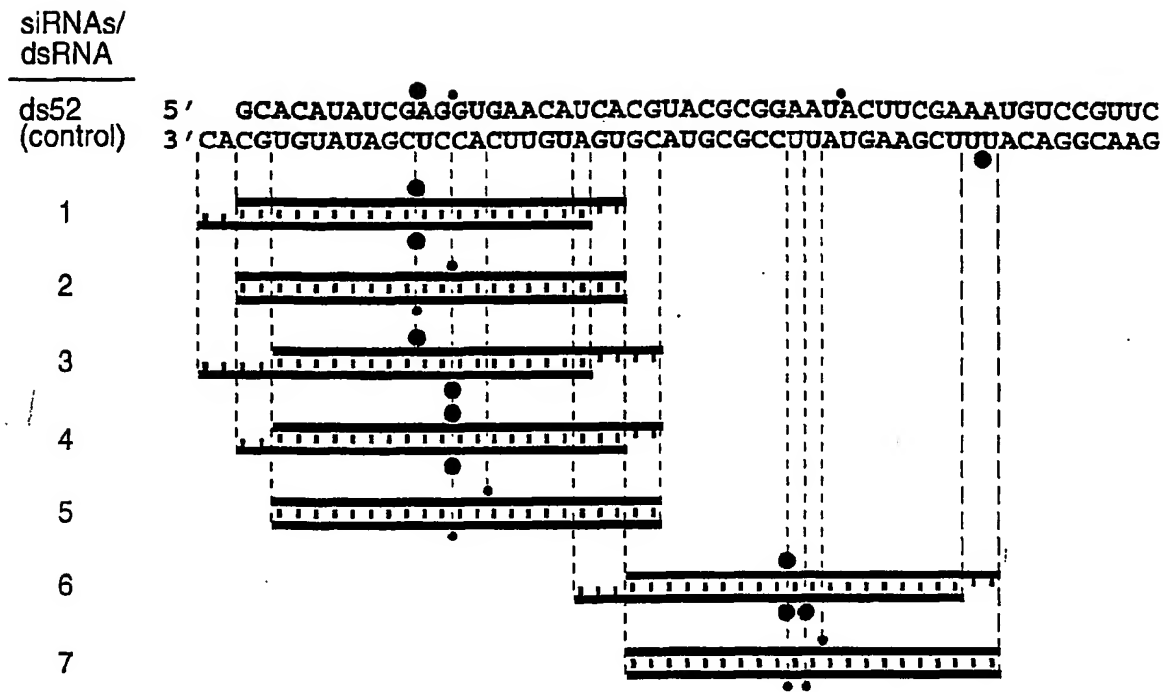 siRNAs/
dsRNA
ds52 5′ GCACAUAUCGAGGUGAACAUCACGUACGCGGAAUACUUCGAAAUGUCCGUUC
(control) 3′CACGUGUAUAGCUCCACUUGUAGUGCAUGCGCCUUAUGAAGCUUUACAGGCAAG
1
2
3
4
5
6
7